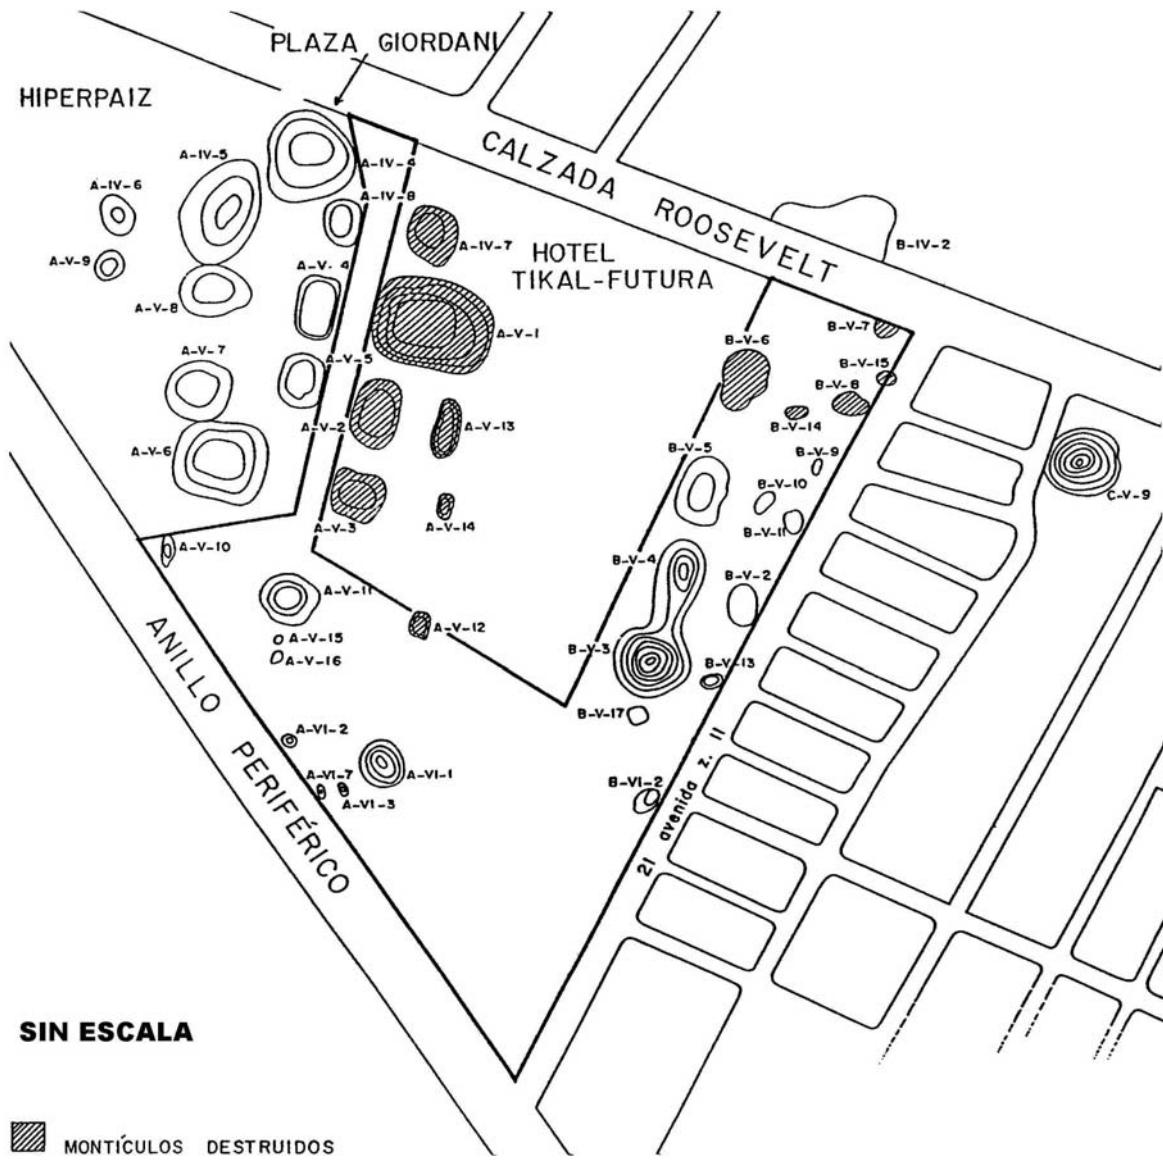 PLAZA GIORDANI
HIPERPAIZ
CALZADA ROOSEVELT
A-IV-5
A-IV-4
A-IV-6
A-IV-8
A-IV-7
HOTEL
TIKAL-FUTURA
B-IV-2
A-V-9
A-V-4
A-V-8
A-V-1
B-V-7
B-V-6
A-V-7
A-V-5
B-V-15
B-V-8
A-V-2
A-V-13
B-V-14
A-V-6
B-V-5
B-V-9
B-V-10
C-V-9
A-V-3
A-V-14
B-V-11
A-V-10
B-V-4
B-V-2
A-V-11
A-V-12
A-V-15
A-V-16
B-V-3
B-V-13
B-V-17
ANILLO PERIFÉRICO
A-VI-2
A-VI-1
A-VI-7
A-VI-3
B-VI-2
21 avenida z. 11
SIN ESCALA
MONTÍCULOS DESTRUIDOS